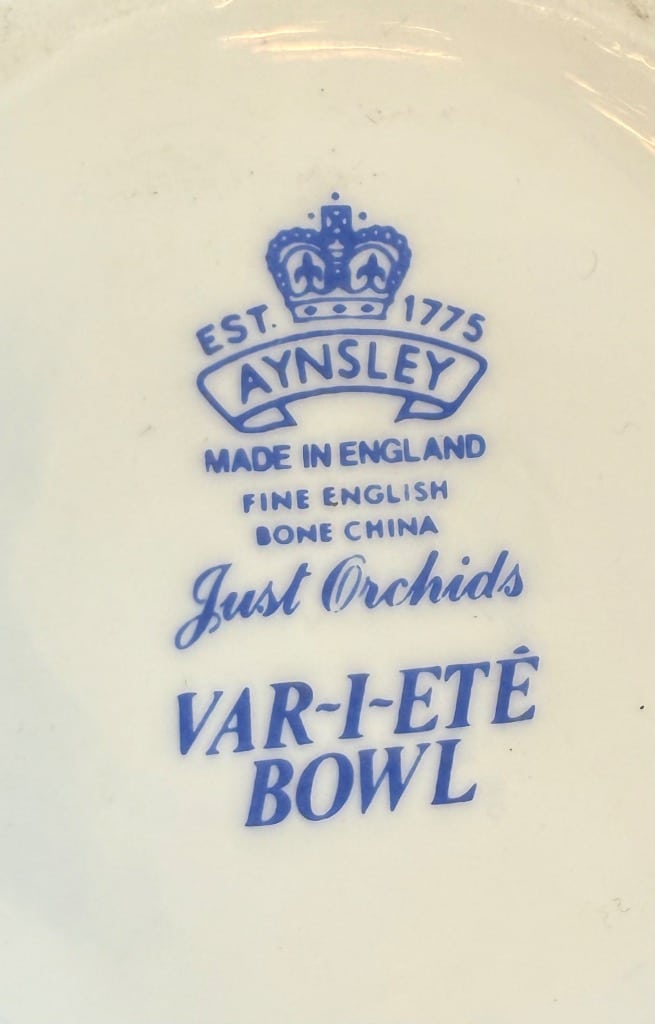 EST. 1775
AYNSLEY
MADE IN ENGLAND
FINE ENGLISH
BONE CHINA
Just Orchids
VAR~I~ETÉ
BOWL